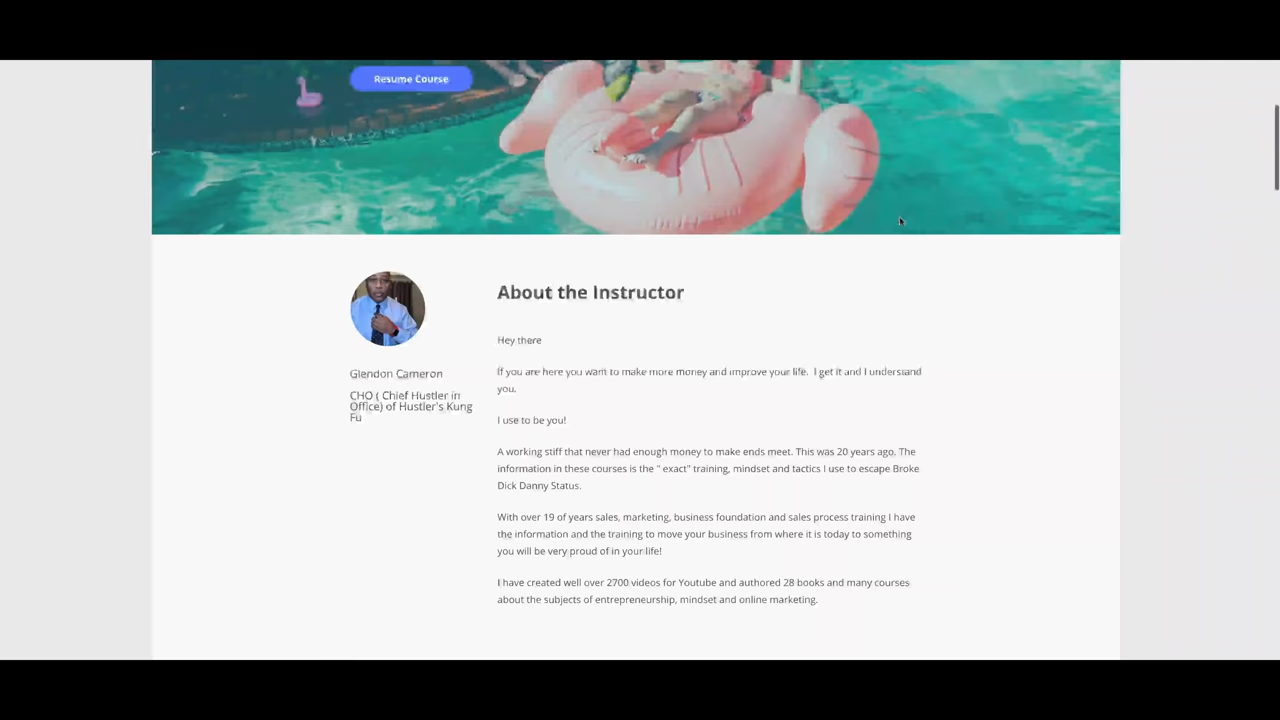 Resume Course
About the Instructor
Hey there
Glendon Cameron
If you are here you want to make more money and improve your life. I get it and I understand
you.
CHO ( Chief Hustler in
Office) of Hustler's Kung
Fu
I use to be you!
A working stiff that never had enough money to make ends meet. This was 20 years ago. The
information in these courses is the " exact" training, mindset and tactics I use to escape Broke
Dick Danny Status.
With over 19 of years sales, marketing, business foundation and sales process training I have
the information and the training to move your business from where it is today to something
you will be very proud of in your life!
I have created well over 2700 videos for Youtube and authored 28 books and many courses
about the subjects of entrepreneurship, mindset and online marketing.